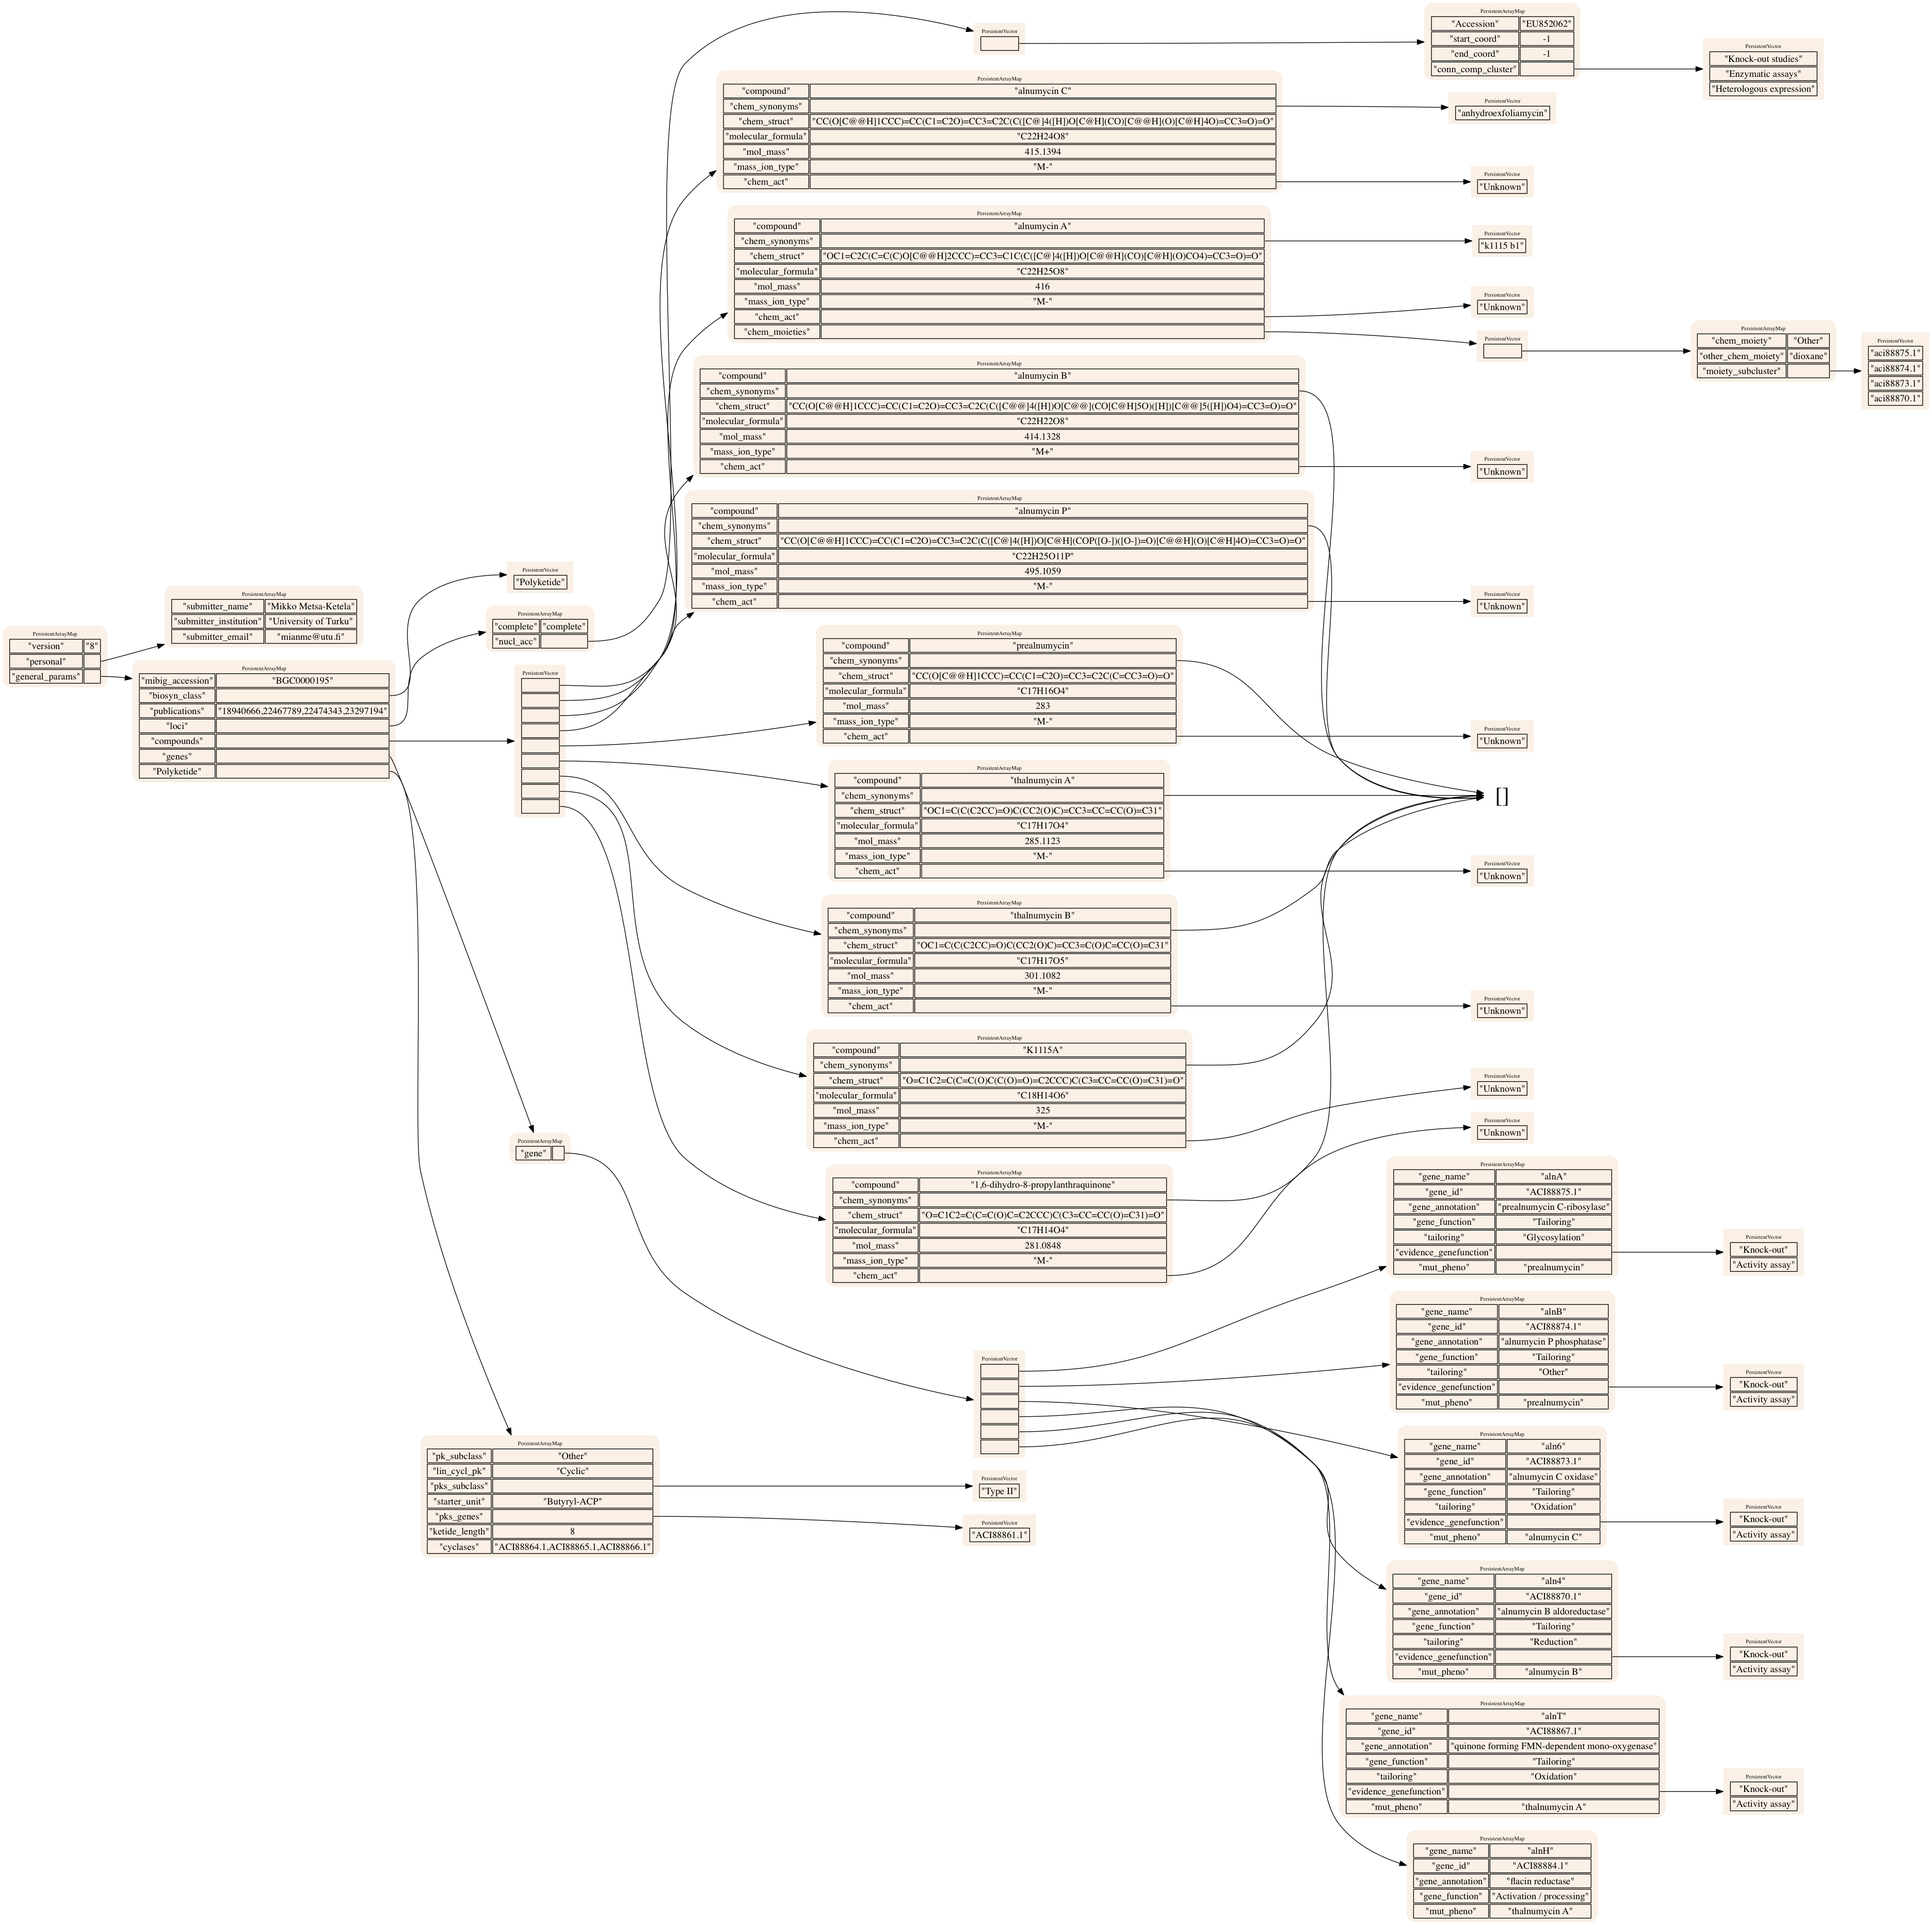 PersistentArrayMap
"version" "8"
"personal"
"general_params"
PersistentArrayMap
"submitter_name" "Mikko Metsa-Ketela"
"submitter_institution" "University of Turku"
"submitter_email" "mianme@utu.fi"
PersistentArrayMap
"mibig_accession" "BGC0000195"
"biosyn_class"
"publications" "18940666,22467789,22474343,23297194"
"loci"
"compounds"
"genes"
"Polyketide"
PersistentVector
"Polyketide"
PersistentArrayMap
"complete" "complete"
"nucl_acc"
PersistentVector
PersistentArrayMap
"gene"
PersistentArrayMap
"pk_subclass" "Other"
"lin_cycl_pk" "Cyclic"
"pks_subclass"
"starter_unit" "Butyryl-ACP"
"pks_genes"
"ketide_length" 8
"cyclases" "ACI88864.1,ACI88865.1,ACI88866.1"
PersistentVector
PersistentArrayMap
"compound" "alnumycin C"
"chem_synonyms"
"chem_struct" "CC(O[C@@H]1CCC)=CC(C1=C2O)=CC3=C2C(C([C@]4([H])O[C@H](CO)[C@@H](O)[C@H]4O)=CC3=O)=O"
"molecular_formula" "C22H24O8"
"mol_mass" 415.1394
"mass_ion_type" "M-"
"chem_act"
PersistentArrayMap
"compound" "alnumycin A"
"chem_synonyms"
"chem_struct" "OC1=C2C(C=C(C)O[C@@H]2CCC)=CC3=C1C(C([C@]4([H])O[C@@H](CO)[C@H](O)CO4)=CC3=O)=O"
"molecular_formula" "C22H25O8"
"mol_mass" 416
"mass_ion_type" "M-"
"chem_act"
"chem_moieties"
PersistentArrayMap
"compound" "alnumycin B"
"chem_synonyms"
"chem_struct" "CC(O[C@@H]1CCC)=CC(C1=C2O)=CC3=C2C(C([C@@]4([H])O[C@@](CO[C@H]5O)([H])[C@@]5([H])O4)=CC3=O)=O"
"molecular_formula" "C22H22O8"
"mol_mass" 414.1328
"mass_ion_type" "M+"
"chem_act"
PersistentArrayMap
"compound" "alnumycin P"
"chem_synonyms"
"chem_struct" "CC(O[C@@H]1CCC)=CC(C1=C2O)=CC3=C2C(C([C@]4([H])O[C@H](COP([O-])([O-])=O)[C@@H](O)[C@H]4O)=CC3=O)=O"
"molecular_formula" "C22H25O11P"
"mol_mass" 495.1059
"mass_ion_type" "M-"
"chem_act"
PersistentArrayMap
"compound" "prealnumycin"
"chem_synonyms"
"chem_struct" "CC(O[C@@H]1CCC)=CC(C1=C2O)=CC3=C2C(C=CC3=O)=O"
"molecular_formula" "C17H16O4"
"mol_mass" 283
"mass_ion_type" "M-"
"chem_act"
PersistentArrayMap
"compound" "thalnumycin A"
"chem_synonyms"
"chem_struct" "OC1=C(C(C2CC)=O)C(CC2(O)C)=CC3=CC=CC(O)=C31"
"molecular_formula" "C17H17O4"
"mol_mass" 285.1123
"mass_ion_type" "M-"
"chem_act"
PersistentArrayMap
"compound" "thalnumycin B"
"chem_synonyms"
"chem_struct" "OC1=C(C(C2CC)=O)C(CC2(O)C)=CC3=C(O)C=CC(O)=C31"
"molecular_formula" "C17H17O5"
"mol_mass" 301.1082
"mass_ion_type" "M-"
"chem_act"
PersistentArrayMap
"compound" "K1115A"
"chem_synonyms"
"chem_struct" "O=C1C2=C(C=C(O)C(C(O)=O)=C2CCC)C(C3=CC=CC(O)=C31)=O"
"molecular_formula" "C18H14O6"
"mol_mass" 325
"mass_ion_type" "M-"
"chem_act"
PersistentArrayMap
"compound" "1,6-dihydro-8-propylanthraquinone"
"chem_synonyms"
"chem_struct" "O=C1C2=C(C=C(O)C=C2CCC)C(C3=CC=CC(O)=C31)=O"
"molecular_formula" "C17H14O4"
"mol_mass" 281.0848
"mass_ion_type" "M-"
"chem_act"
PersistentVector
PersistentVector
"Type II"
PersistentVector
"ACI88861.1"
PersistentArrayMap
"Accession" "EU852062"
"start_coord" -1
"end_coord" -1
"conn_comp_cluster"
PersistentVector
"Knock-out studies"
"Enzymatic assays"
"Heterologous expression"
PersistentVector
"anhydroexfoliamycin"
PersistentVector
"Unknown"
PersistentVector
"k1115 b1"
PersistentVector
"Unknown"
PersistentVector
PersistentArrayMap
"chem_moiety" "Other"
"other_chem_moiety" "dioxane"
"moiety_subcluster"
PersistentVector
"aci88875.1"
"aci88874.1"
"aci88873.1"
"aci88870.1"
PersistentVector
"Unknown"
PersistentVector
"Unknown"
PersistentVector
"Unknown"
[]
PersistentVector
"Unknown"
PersistentVector
"Unknown"
PersistentVector
"Unknown"
PersistentVector
"Unknown"
PersistentArrayMap
"gene_name" "alnA"
"gene_id" "ACI88875.1"
"gene_annotation" "prealnumycin C-ribosylase"
"gene_function" "Tailoring"
"tailoring" "Glycosylation"
"evidence_genefunction"
"mut_pheno" "prealnumycin"
PersistentVector
"Knock-out"
"Activity assay"
PersistentArrayMap
"gene_name" "alnB"
"gene_id" "ACI88874.1"
"gene_annotation" "alnumycin P phosphatase"
"gene_function" "Tailoring"
"tailoring" "Other"
"evidence_genefunction"
"mut_pheno" "prealnumycin"
PersistentVector
"Knock-out"
"Activity assay"
PersistentArrayMap
"gene_name" "aln6"
"gene_id" "ACI88873.1"
"gene_annotation" "alnumycin C oxidase"
"gene_function" "Tailoring"
"tailoring" "Oxidation"
"evidence_genefunction"
"mut_pheno" "alnumycin C"
PersistentVector
"Knock-out"
"Activity assay"
PersistentArrayMap
"gene_name" "aln4"
"gene_id" "ACI88870.1"
"gene_annotation" "alnumycin B aldoreductase"
"gene_function" "Tailoring"
"tailoring" "Reduction"
"evidence_genefunction"
"mut_pheno" "alnumycin B"
PersistentVector
"Knock-out"
"Activity assay"
PersistentArrayMap
"gene_name" "alnT"
"gene_id" "ACI88867.1"
"gene_annotation" "quinone forming FMN-dependent mono-oxygenase"
"gene_function" "Tailoring"
"tailoring" "Oxidation"
"evidence_genefunction"
"mut_pheno" "thalnumycin A"
PersistentVector
"Knock-out"
"Activity assay"
PersistentArrayMap
"gene_name" "alnH"
"gene_id" "ACI88884.1"
"gene_annotation" "flacin reductase"
"gene_function" "Activation / processing"
"mut_pheno" "thalnumycin A"